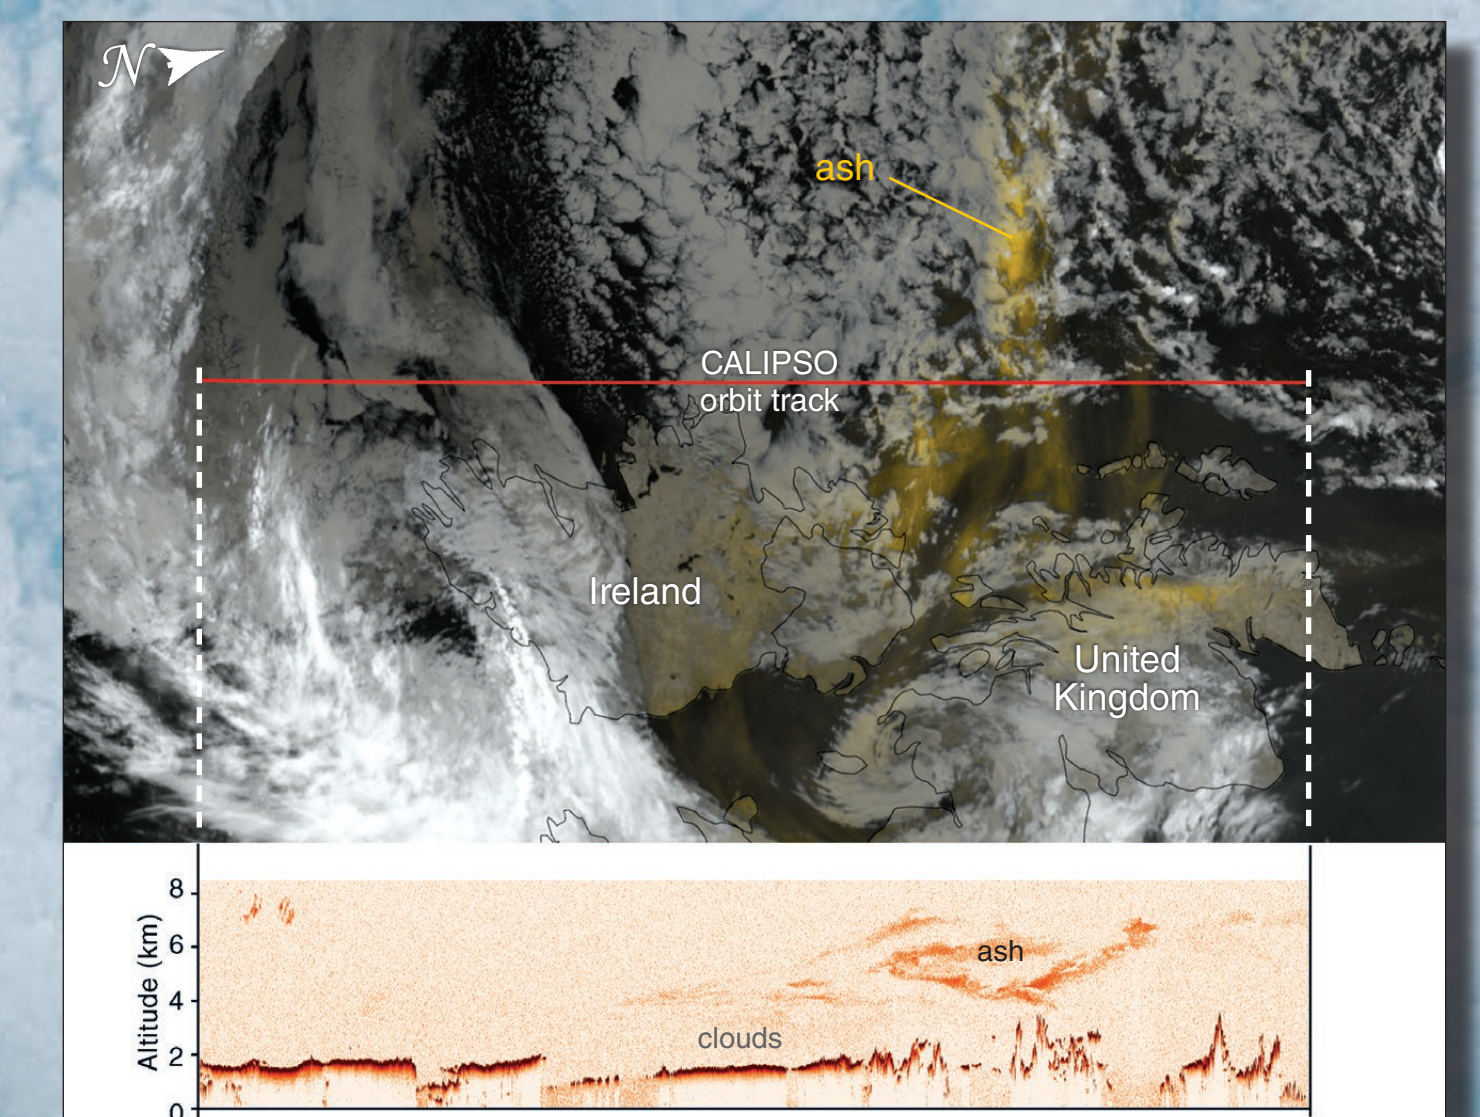 N
ash
CALIPSO
orbit track
Ireland
United
Kingdom
Altitude (km)
8
6
4
2
0
ash
clouds